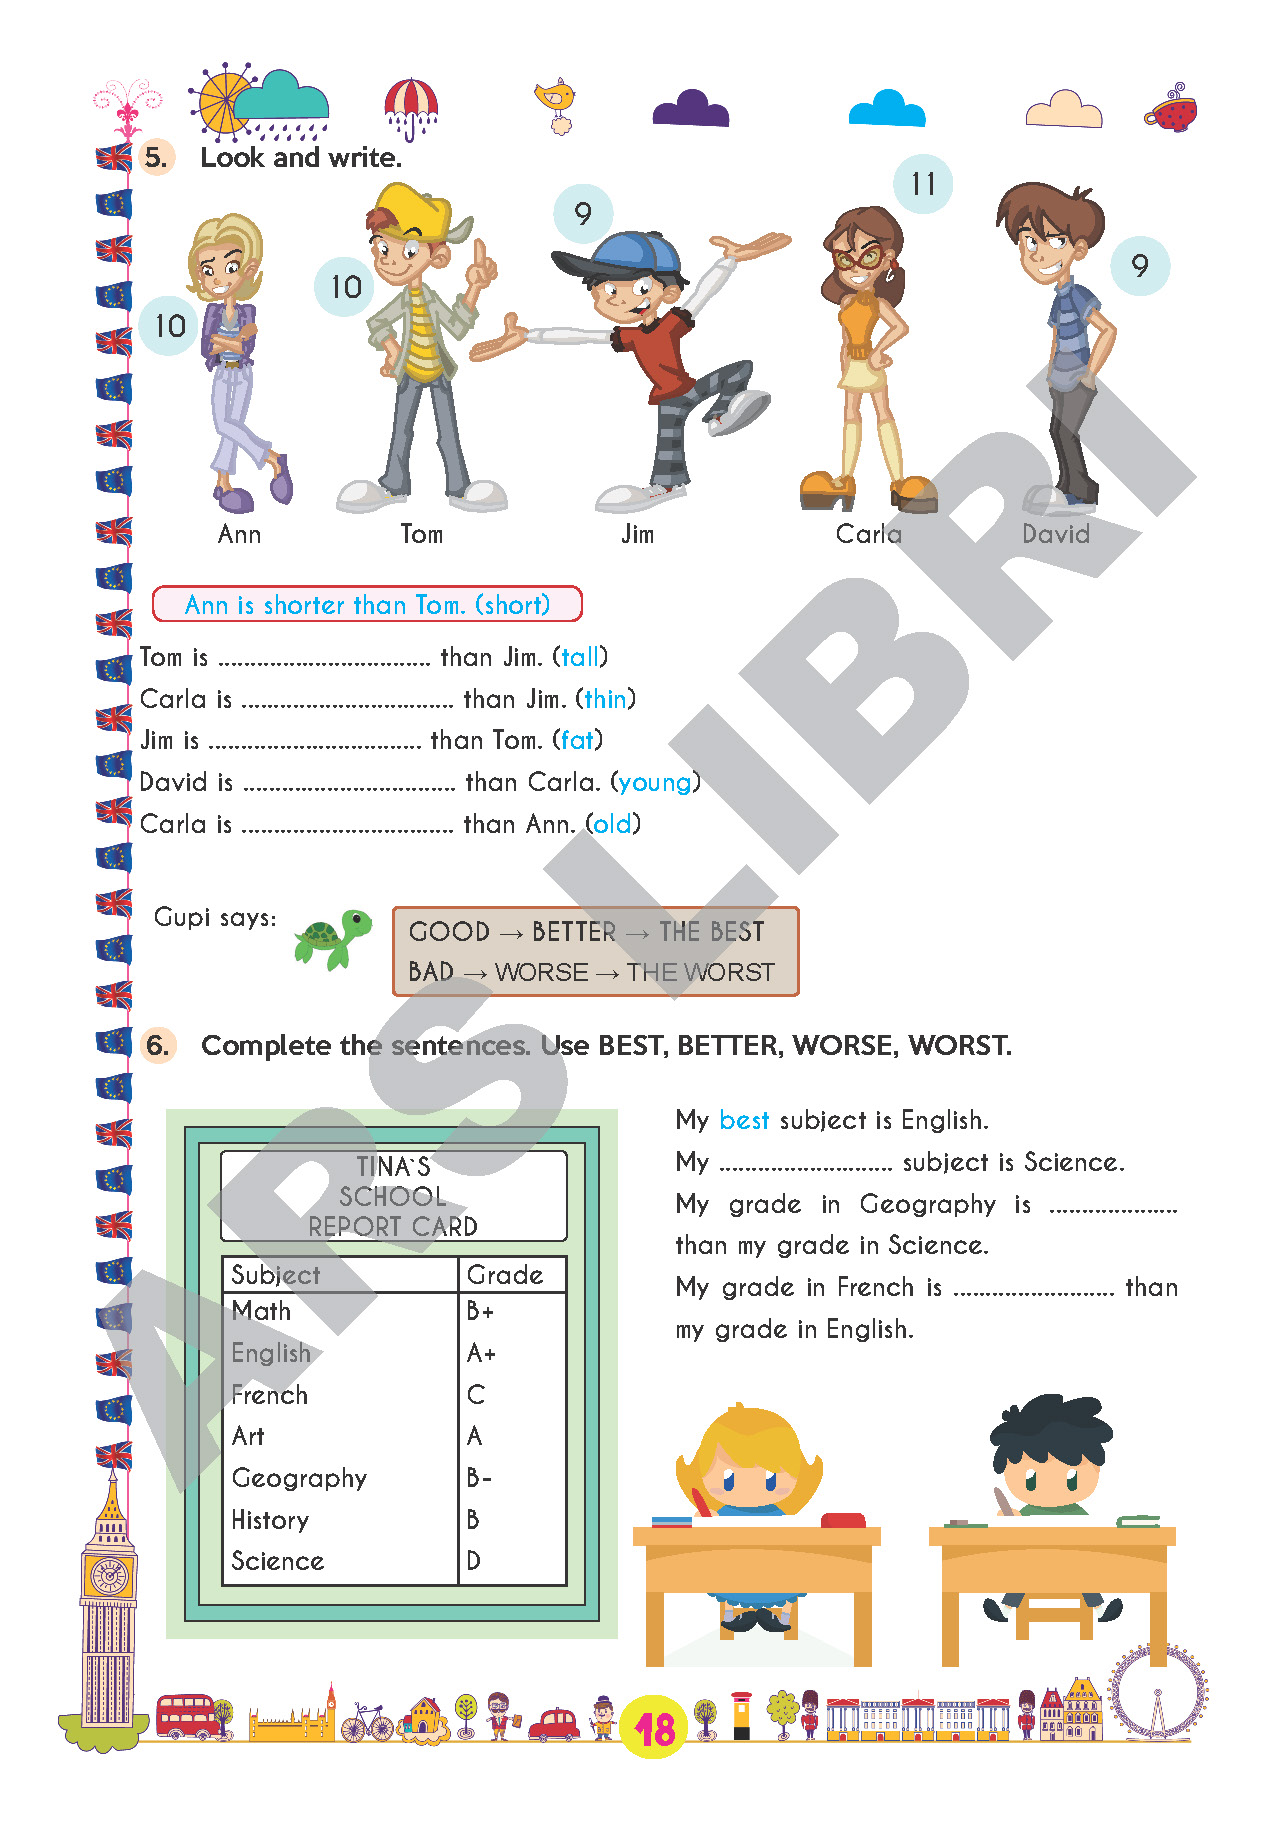 5. Look and write.
11
9
9
10
10
Ann Tom Jim Carla David
Ann is shorter than Tom. (short)
Tom is ................................. than Jim. (tall)
Carla is ................................. than Jim. (thin)
Jim is ................................. than Tom. (fat)
David is ................................. than Carla. (young)
Carla is ................................. than Ann. (old)
Gupi says:
GOOD → BETTER → THE BEST
BAD → WORSE → THE WORST
6. Complete the sentences. Use BEST, BETTER, WORSE, WORST.
TINA`S
SCHOOL
REPORT CARD
Subject Grade
Math B+
English A+
French C
Art A
Geography B-
History B
Science D
My best subject is English.
My ........................... subject is Science.
My grade in Geography is ....................
than my grade in Science.
My grade in French is ......................... than
my grade in English.
18
ARS LIBRI